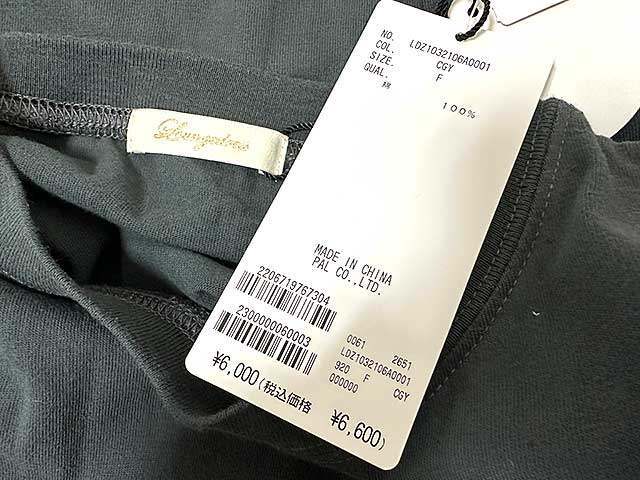 Loungedress
NO. LDZ1032106A0001
COL. CGY
SIZE. F
QUAL.
綿 100%
MADE IN CHINA
PAL CO.,LTD.
2206719767304
2300000060003
0061 2651
LDZ1032106A0001
920 F CGY
000000
¥6,000(税込価格 ¥6,600)